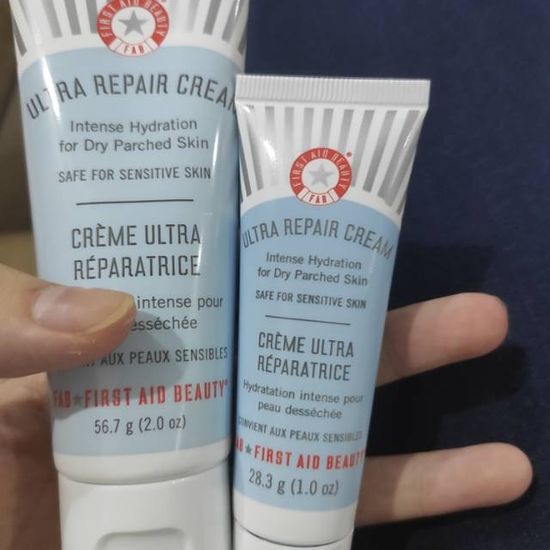 FIRST AID BEAUTY
FAB
ULTRA REPAIR CREAM
Intense Hydration
for Dry Parched Skin
SAFE FOR SENSITIVE SKIN
CRÈME ULTRA
RÉPARATRICE
intense pour
desséchée
AUX PEAUX SENSIBLES
FAB FIRST AID BEAUTY®
56.7 g (2.0 oz)
FIRST AID BEAUTY®
FAB
ULTRA REPAIR CREAM
Intense Hydration
for Dry Parched Skin
SAFE FOR SENSITIVE SKIN
CRÈME ULTRA
RÉPARATRICE
Hydratation intense pour
peau desséchée
CONVIENT AUX PEAUX SENSIBLES
FIRST AID BEAUTY
28.3 g (1.0 oz)